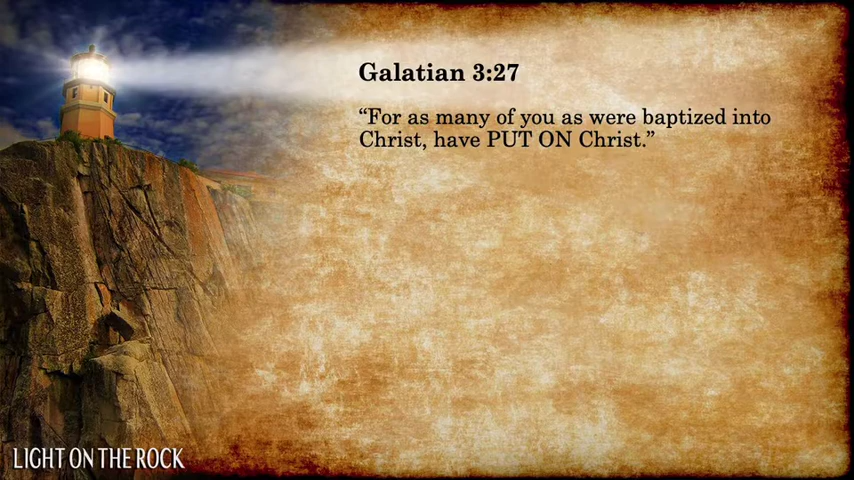 Galatian 3:27
“For as many of you as were baptized into
Christ, have PUT ON Christ.”
LIGHT ON THE ROCK